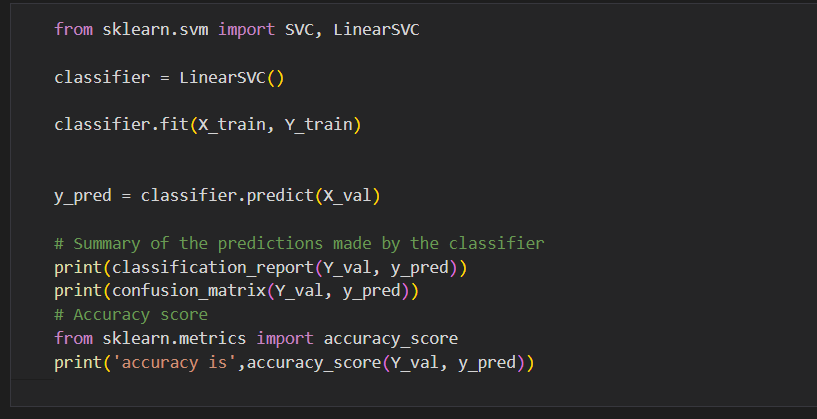 from sklearn.svm import SVC, LinearSVC
classifier = LinearSVC()
classifier.fit(X_train, Y_train)
y_pred = classifier.predict(X_val)
# Summary of the predictions made by the classifier
print(classification_report(Y_val, y_pred))
print(confusion_matrix(Y_val, y_pred))
# Accuracy score
from sklearn.metrics import accuracy_score
print('accuracy is',accuracy_score(Y_val, y_pred))